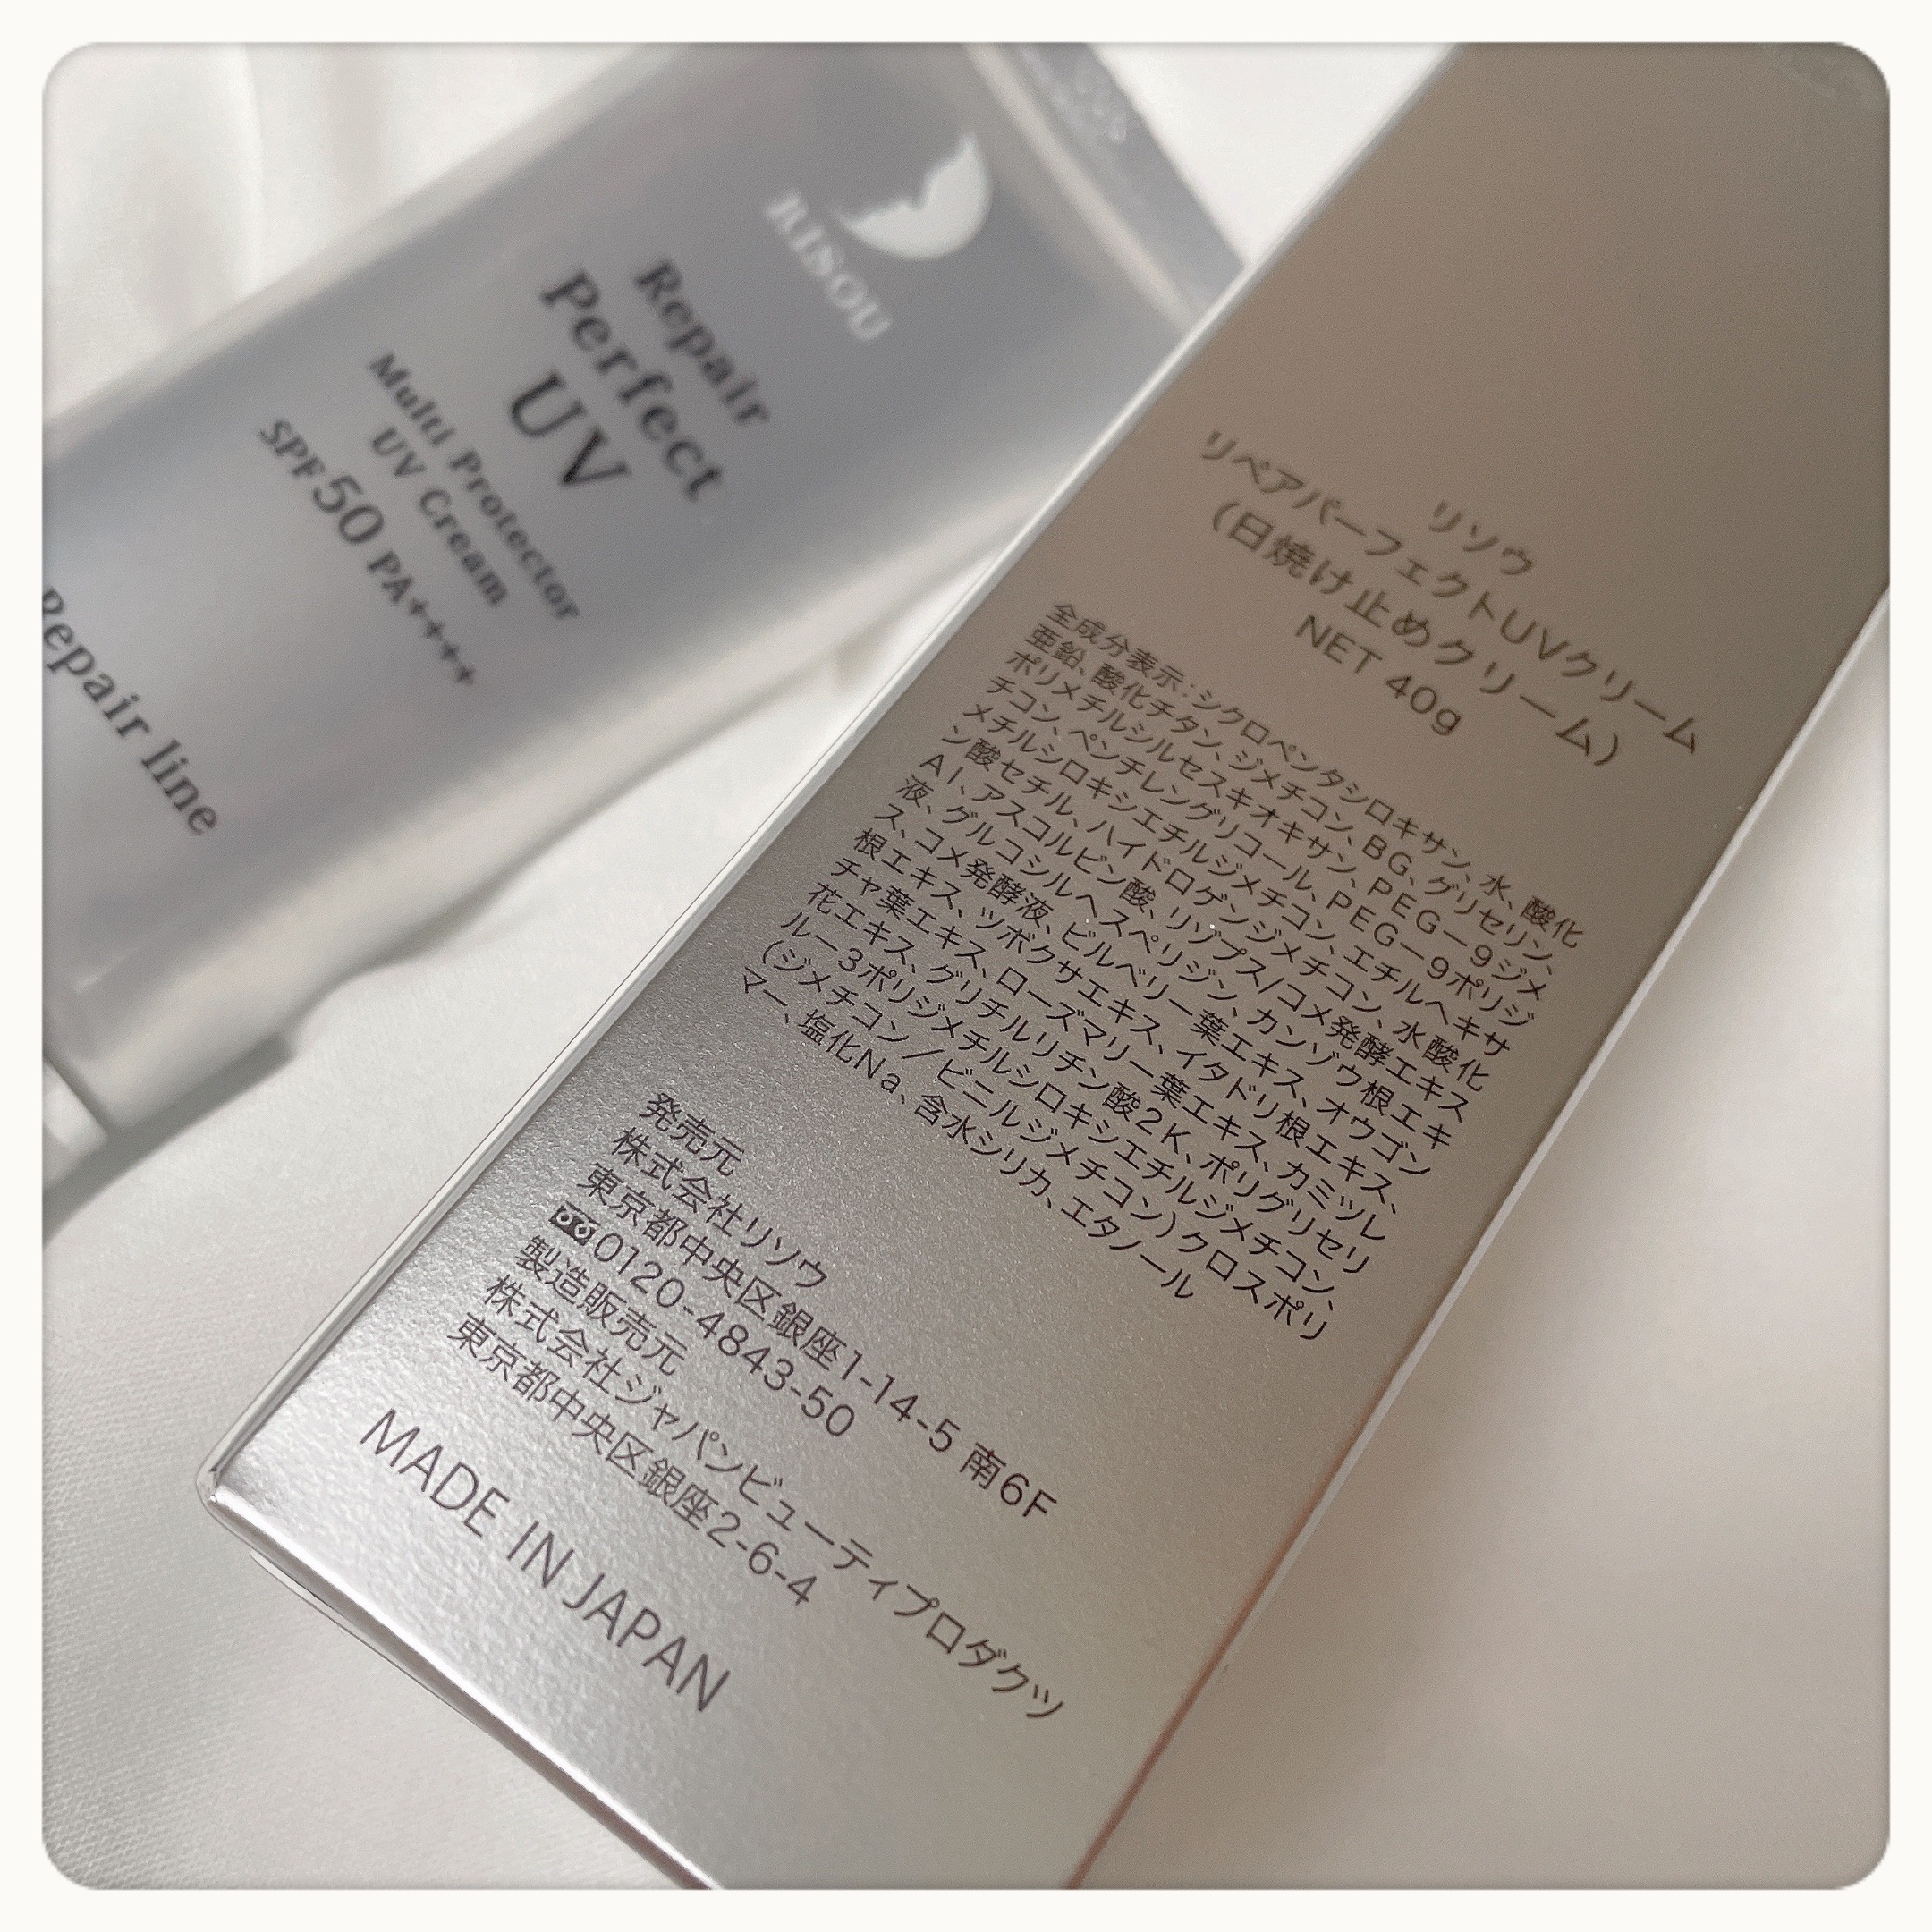 RISOU
Repair
Perfect
UV
Multi Protector
UV Cream
SPF50 PA++++
Repair line
リソウ
リペアパーフェクトUVクリーム
(日焼け止めクリーム)
NET 40g
全成分表示:シクロペンタシロキサン、水、酸化
亜鉛、酸化チタン、ジメチコン、BG、グリセリン、
ポリメチルシルセスキオキサン、PEG-9ジメ
チコン、ペンチレングリコール、PEG-9ポリジ
メチルシロキシエチルジメチコン、エチルヘキサ
ン酸セチル、ハイドロゲンジメチコン、水酸化
Al、アスコルビン酸、リゾプス/コメ発酵エキス
液、グルコシルヘスペリジン、カンゾウ根エキ
ス、コメ発酵液、ビルベリー葉エキス、オウゴン
根エキス、ツボクサエキス、イタドリ根エキス、
チャ葉エキス、ローズマリー葉エキス、カミツレ
花エキス、グリチルリチン酸2K、ポリグリセリ
ル-3ポリジメチルシロキシエチルジメチコン、
(ジメチコン/ビニルジメチコン)クロスポリ
マー、塩化Na、含水シリカ、エタノール
発売元
株式会社リソウ
東京都中央区銀座1-14-5 南6F
0120-4843-50
製造販売元
株式会社ジャパンビューティプロダクツ
東京都中央区銀座2-6-4
MADE IN JAPAN